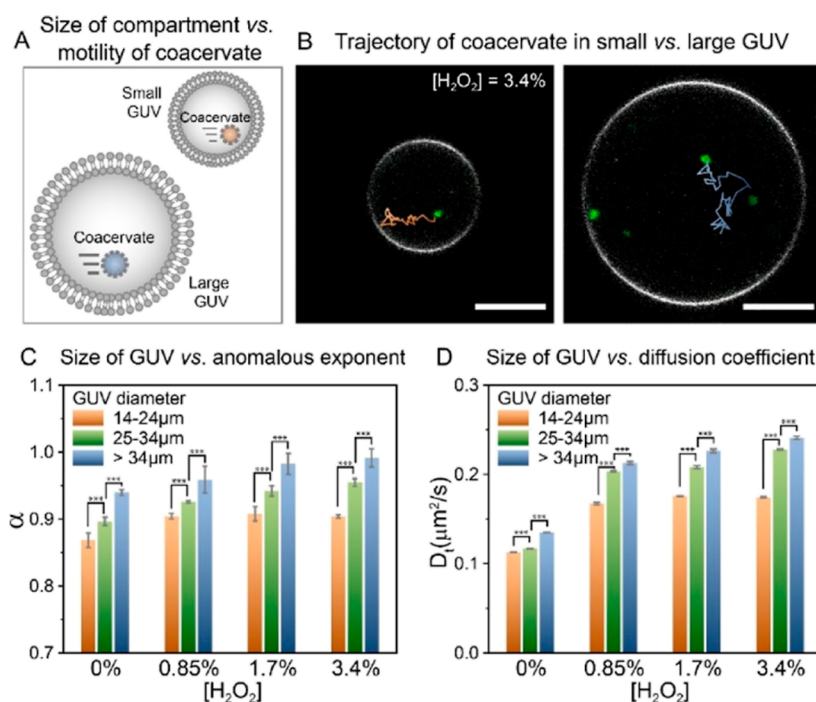 A
Size of compartment vs.
motility of coacervate
Small
GUV
Coacervate
Coacervate
Large
GUV
B
Trajectory of coacervate in small vs. large GUV
[H₂O₂] = 3.4%
C
Size of GUV vs. anomalous exponent
GUV diameter
14-24μm
25-34μm
> 34μm
***
***
***
***
***
***
***
***
1.1
1.0
0.9
0.8
0.7
α
0%
0.85%
1.7%
3.4%
[H₂O₂]
D
Size of GUV vs. diffusion coefficient
GUV diameter
14-24μm
25-34μm
> 34μm
***
***
***
***
***
***
***
***
0.3
0.2
0.1
0.0
Dₜ(μm²/s)
0%
0.85%
1.7%
3.4%
[H₂O₂]